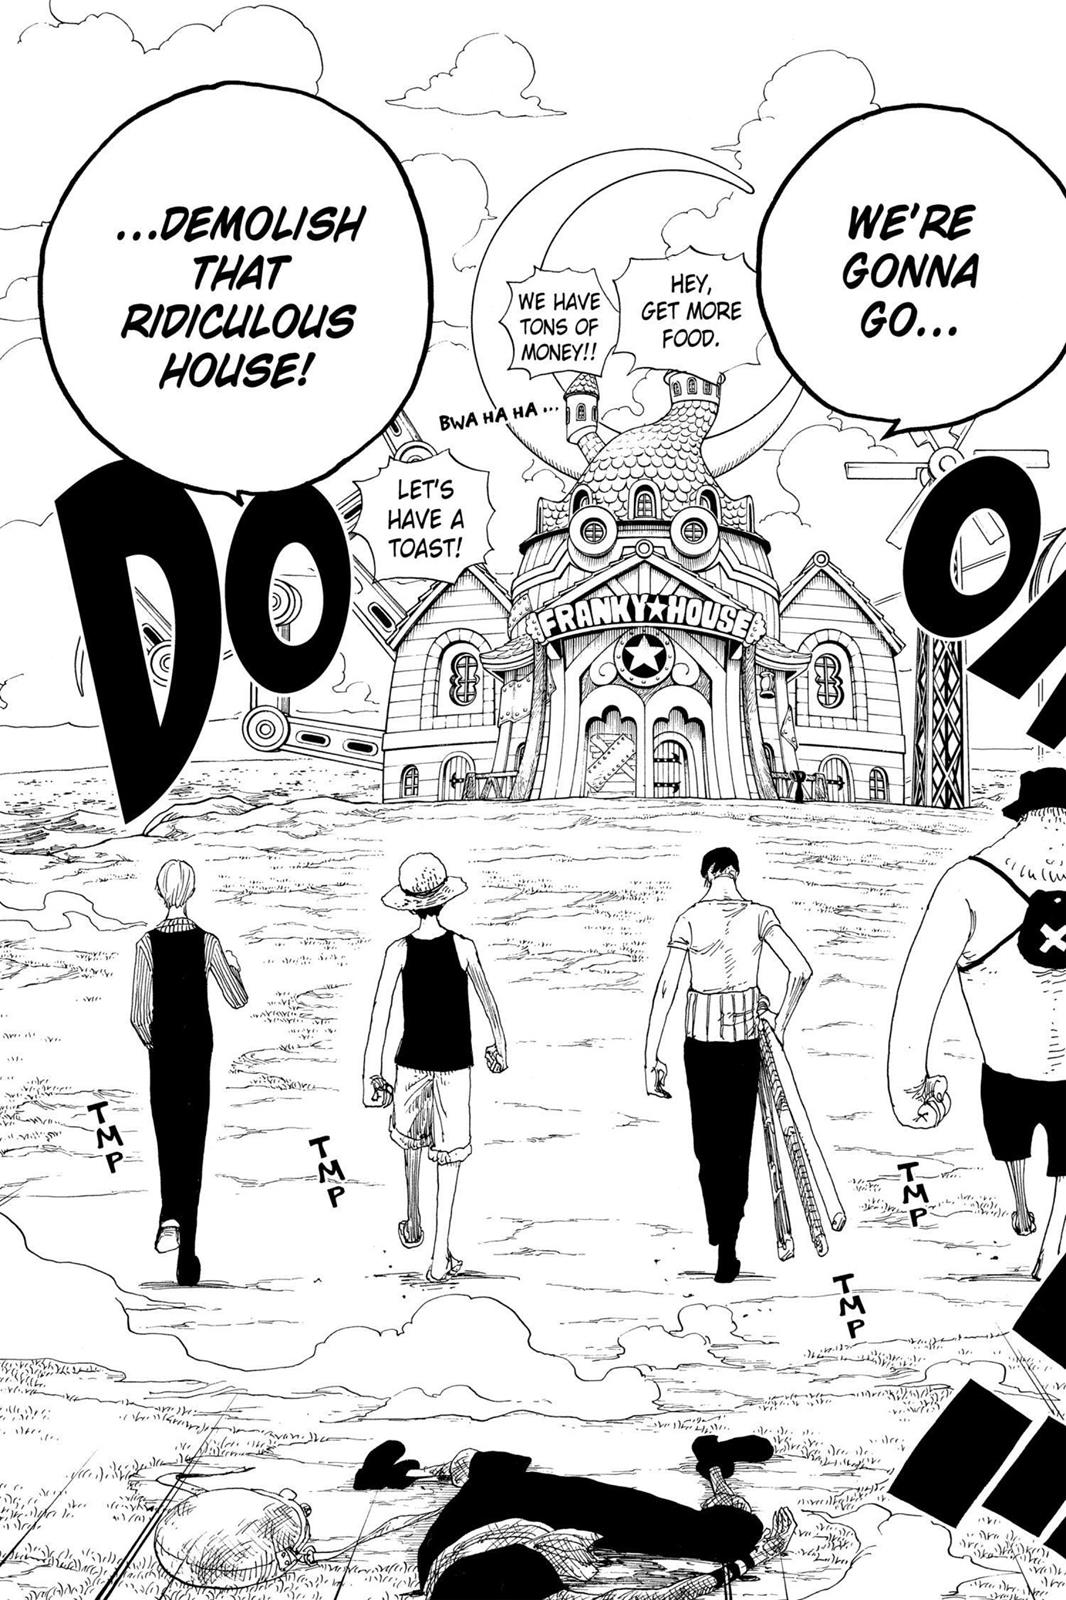 WE'RE
GONNA
GO...
HEY,
GET MORE
FOOD.
WE HAVE
TONS OF
MONEY!!
BWA HA HA ...
LET'S
HAVE A
TOAST!
...DEMOLISH
THAT
RIDICULOUS
HOUSE!
FRANKY★HOUSE
DOOM!!
TMP
TMP
TMP
TMP